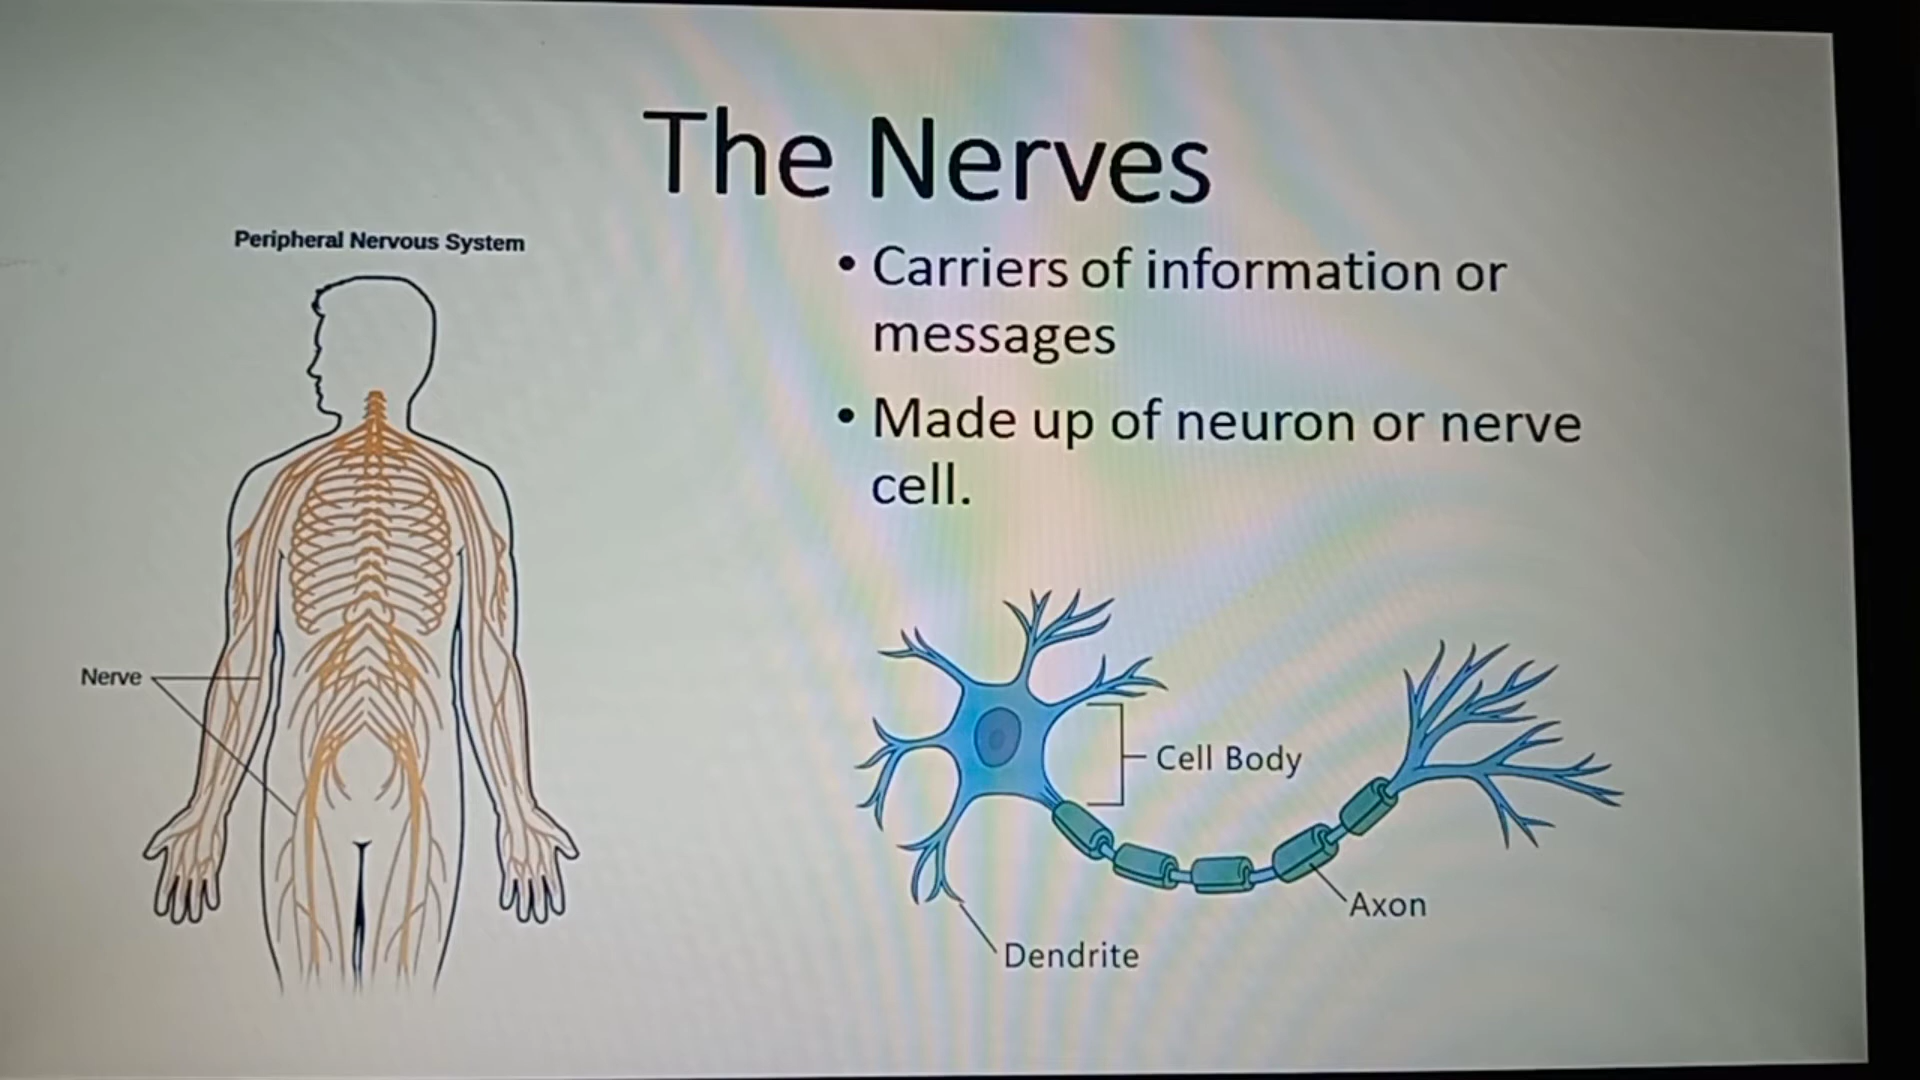 The Nerves
Peripheral Nervous System
• Carriers of information or
messages
• Made up of neuron or nerve
cell.
Nerve
Cell Body
Axon
Dendrite